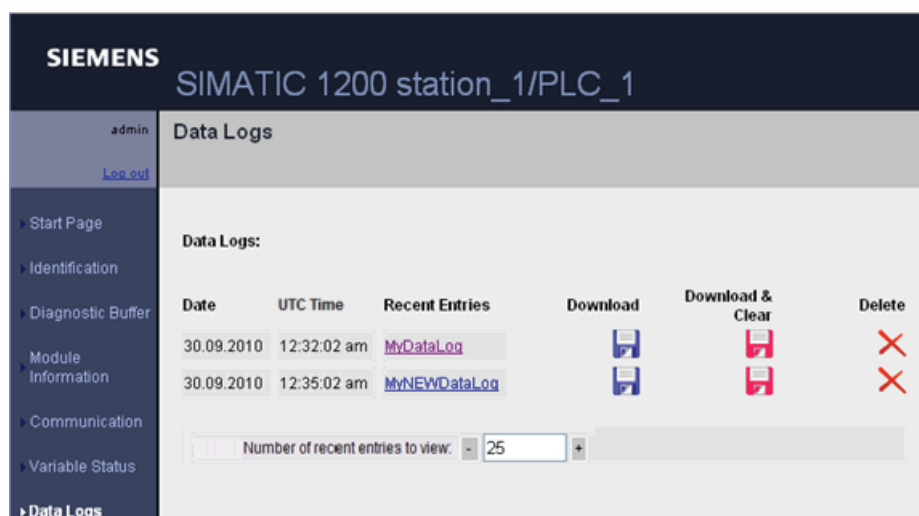 SIEMENS
SIMATIC 1200 station_1/PLC_1
admin
Log out
Data Logs
Start Page
Identification
Diagnostic Buffer
Module
Information
Communication
Variable Status
Data Logs
Data Logs:
Date UTC Time Recent Entries Download Download & Clear Delete
30.09.2010 12:32:02 am MyDataLog
30.09.2010 12:35:02 am MyNEWDataLog
Number of recent entries to view: - 25 +